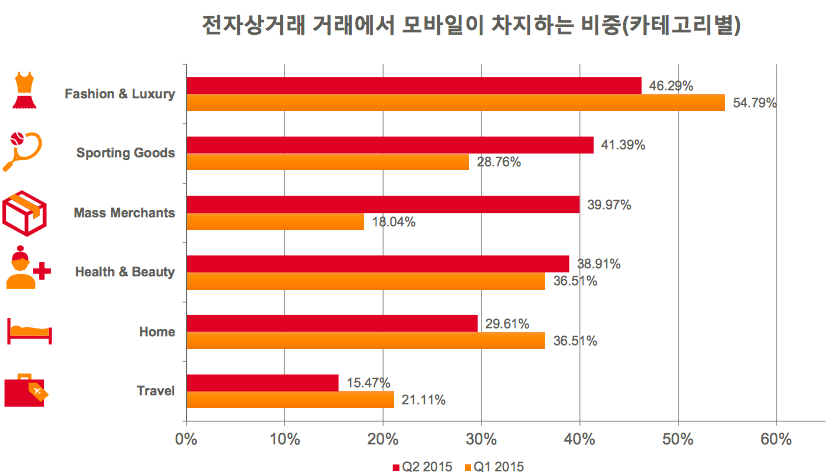 전자상거래 거래에서 모바일이 차지하는 비중(카테고리별)
Fashion & Luxury
46.29%
54.79%
Sporting Goods
41.39%
28.76%
Mass Merchants
39.97%
18.04%
Health & Beauty
38.91%
36.51%
Home
29.61%
36.51%
Travel
15.47%
21.11%
0% 10% 20% 30% 40% 50% 60%
Q2 2015 Q1 2015